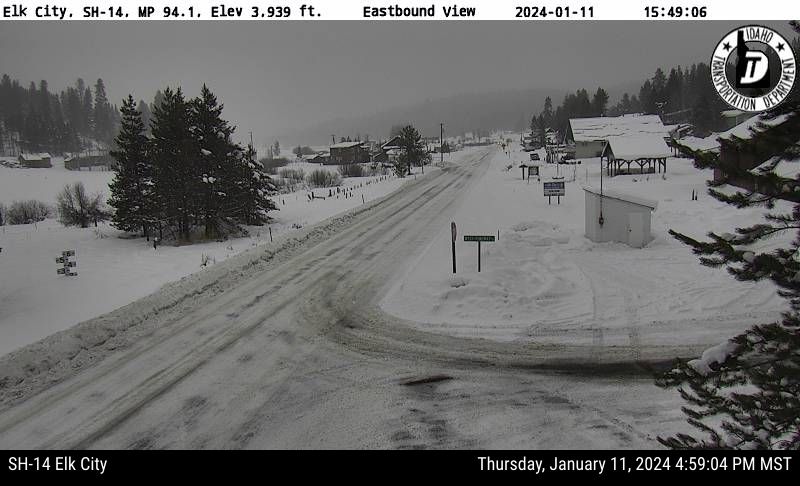 Elk City, SH-14, MP 94.1, Elev 3,939 ft. Eastbound View 2024-01-11 15:49:06
IDAHO
TRANSPORTATION DEPARTMENT
SH-14 Elk City Thursday, January 11, 2024 4:59:04 PM MST